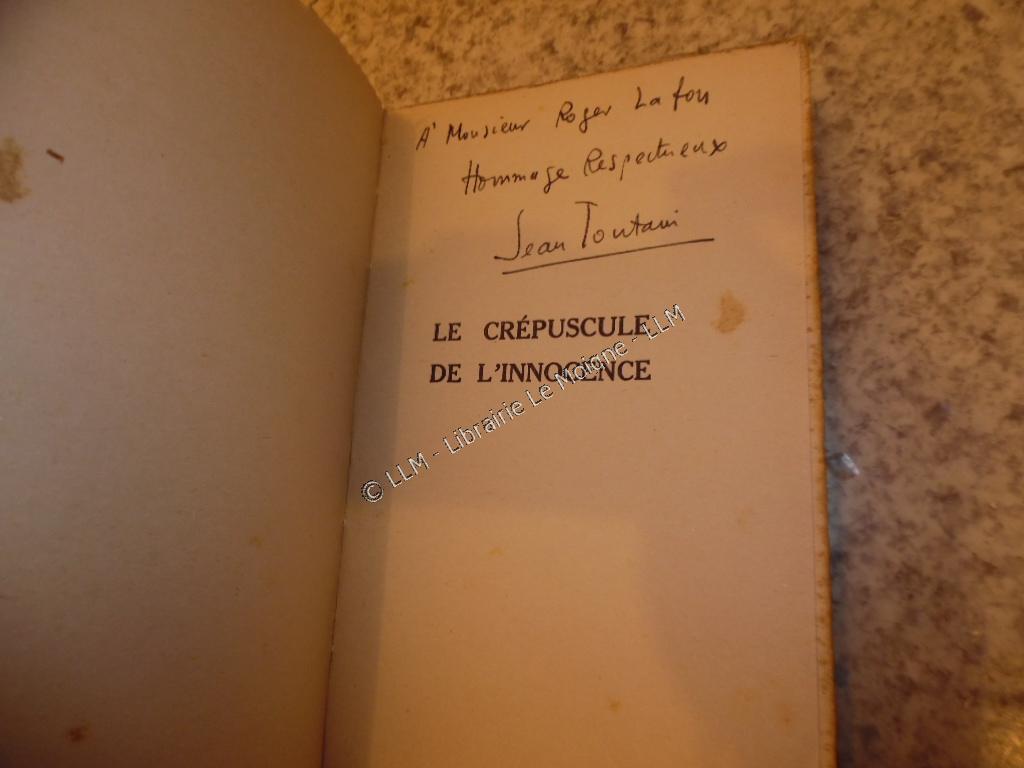 A' Monsieur Roger Lafon
Hommage Respectueux
Jean Toutain
LE CRÉPUSCULE
DE L'INNOCENCE
© LLM - Librairie Le Moigne - LLM